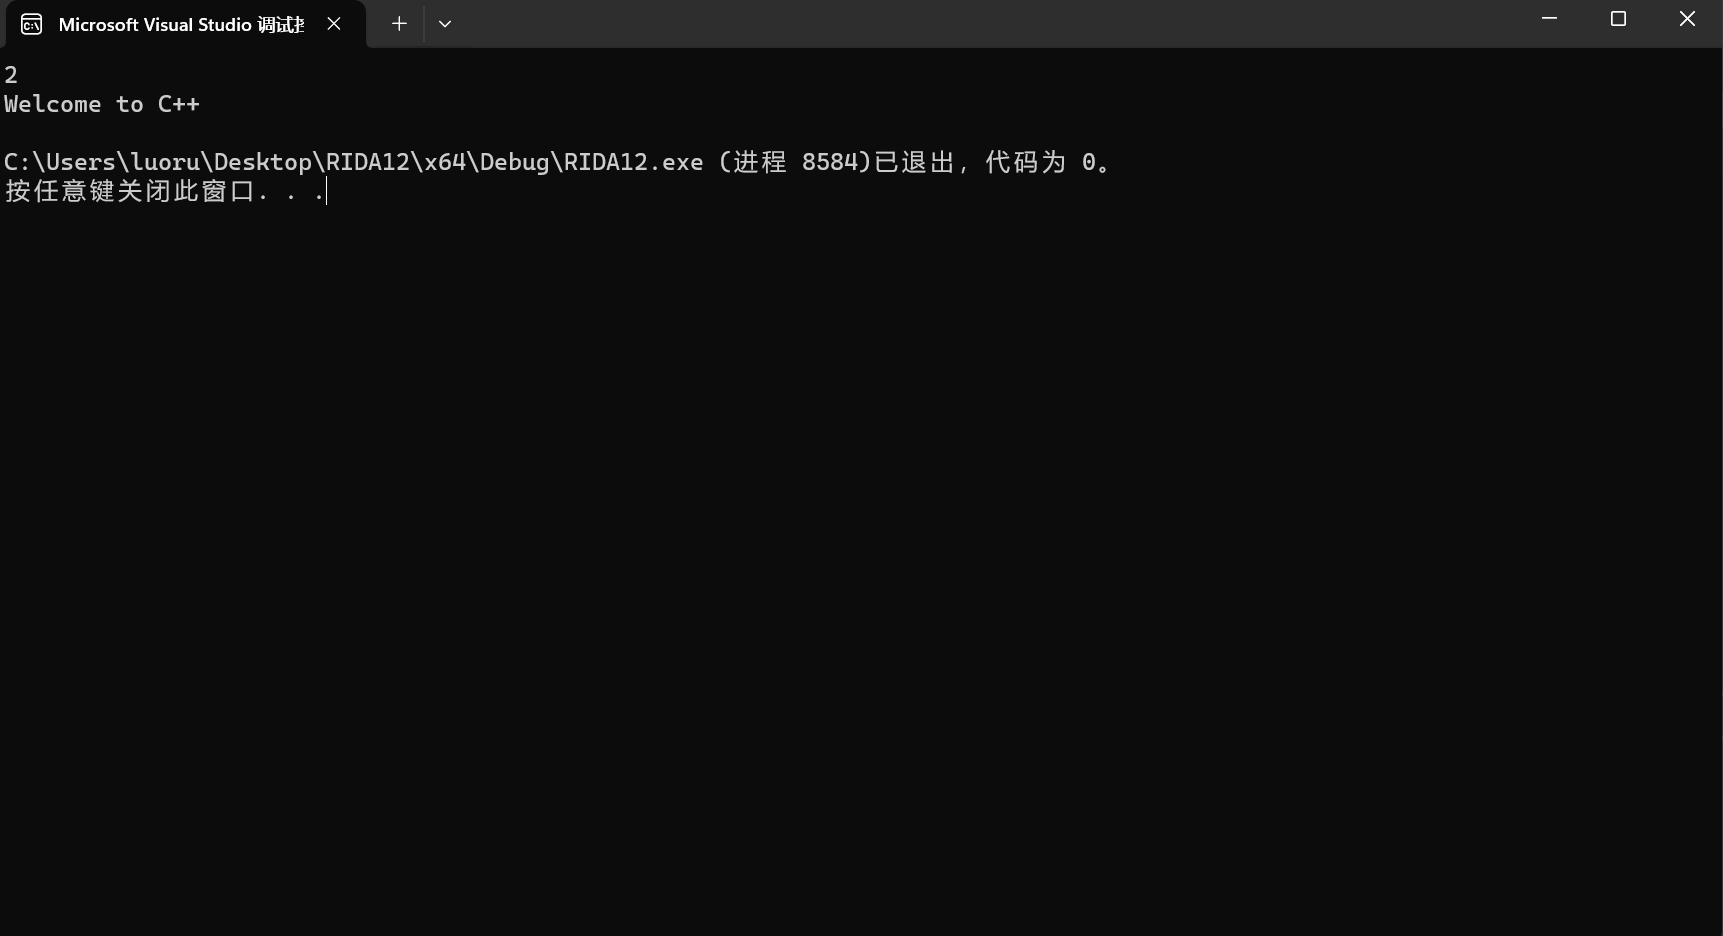 Microsoft Visual Studio 调试
2
Welcome to C++
C:\Users\luoru\Desktop\RIDA12\x64\Debug\RIDA12.exe (进程 8584)已退出，代码为 0。
按任意键关闭此窗口. . .